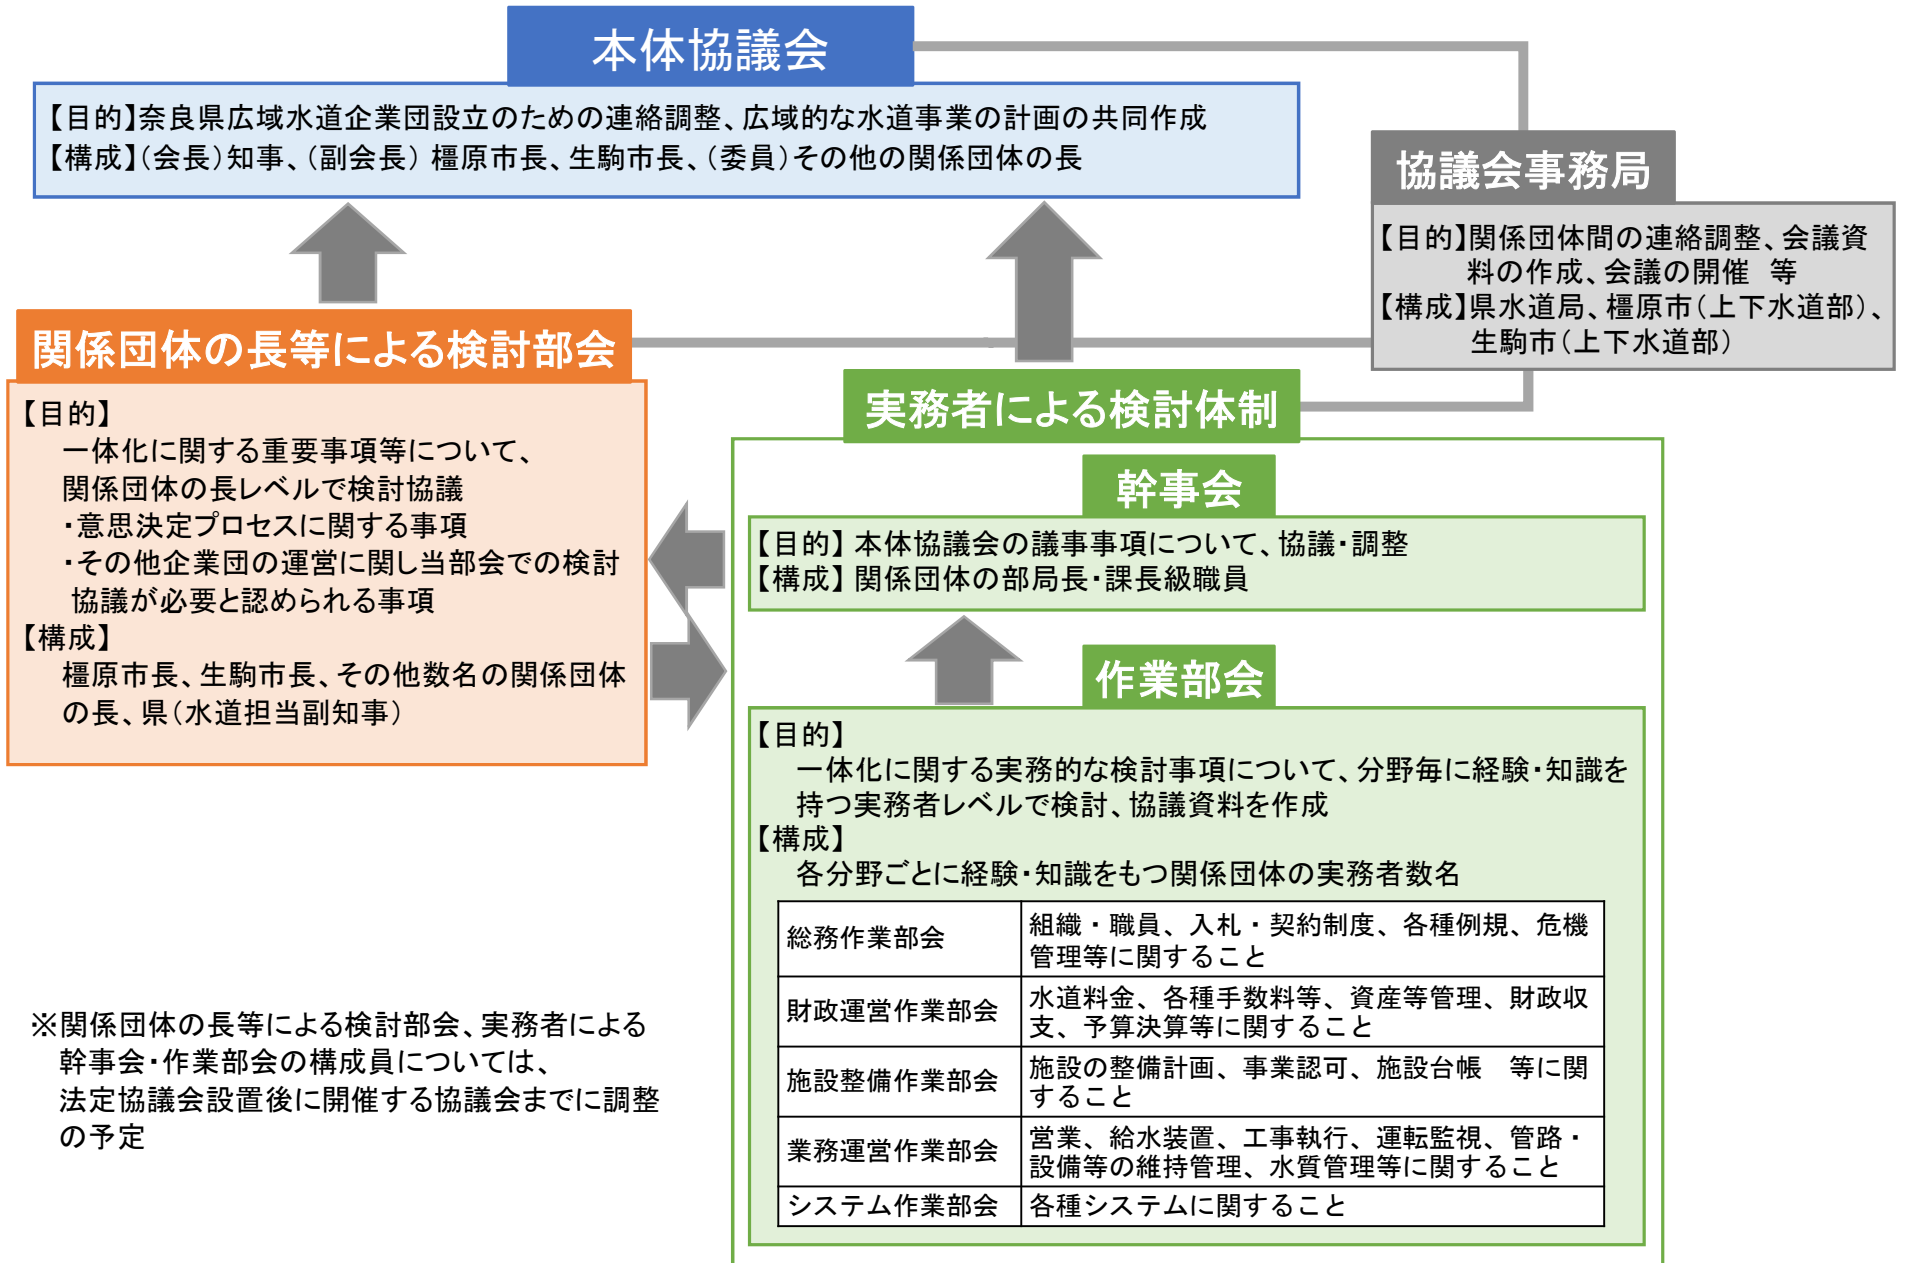 本体協議会
【目的】奈良県広域水道企業団設立のための連絡調整、広域的な水道事業の計画の共同作成
【構成】（会長）知事、（副会長）橿原市長、生駒市長、（委員）その他の関係団体の長
協議会事務局
【目的】関係団体間の連絡調整、会議資
料の作成、会議の開催　等
【構成】県水道局、橿原市（上下水道部）、
生駒市（上下水道部）
関係団体の長等による検討部会
【目的】
一体化に関する重要事項等について、
関係団体の長レベルで検討協議
・意思決定プロセスに関する事項
・その他企業団の運営に関し当部会での検討
協議が必要と認められる事項
【構成】
橿原市長、生駒市長、その他数名の関係団体
の長、県（水道担当副知事）
実務者による検討体制
幹事会
【目的】本体協議会の議事事項について、協議・調整
【構成】関係団体の部局長・課長級職員
作業部会
【目的】
一体化に関する実務的な検討事項について、分野毎に経験・知識を
持つ実務者レベルで検討、協議資料を作成
【構成】
各分野ごとに経験・知識をもつ関係団体の実務者数名
総務作業部会
組織・職員、入札・契約制度、各種例規、危機
管理等に関すること
財政運営作業部会
水道料金、各種手数料等、資産等管理、財政収
支、予算決算等に関すること
施設整備作業部会
施設の整備計画、事業認可、施設台帳　等に関
すること
業務運営作業部会
営業、給水装置、工事執行、運転監視、管路・
設備等の維持管理、水質管理等に関すること
システム作業部会
各種システムに関すること
※関係団体の長等による検討部会、実務者による
幹事会・作業部会の構成員については、
法定協議会設置後に開催する協議会までに調整
の予定